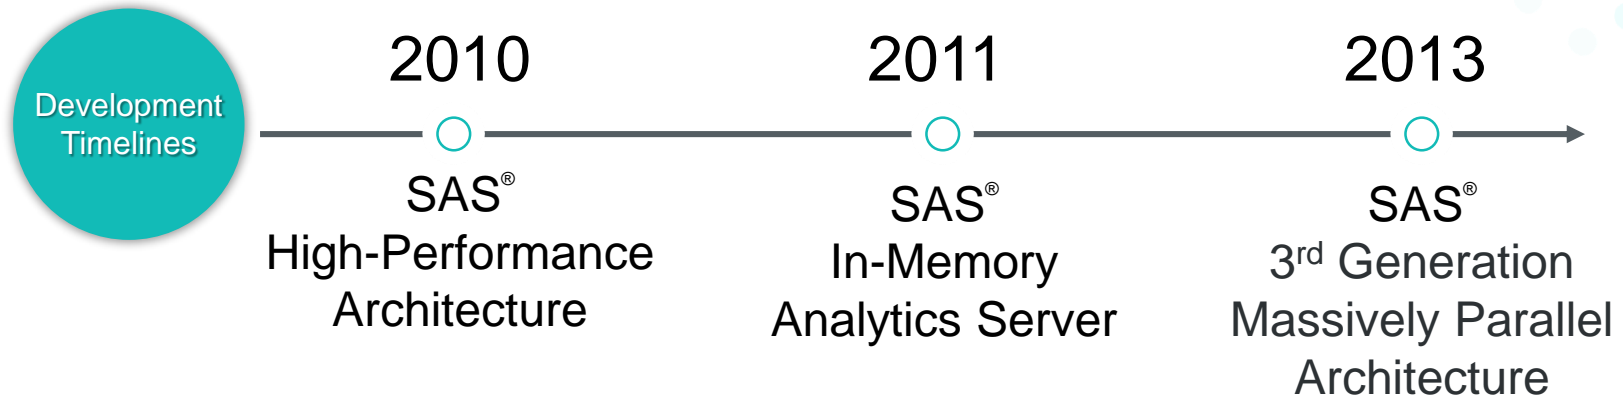 Development
Timelines
2010
SAS®
High-Performance
Architecture
2011
SAS®
In-Memory
Analytics Server
2013
SAS®
3rd Generation
Massively Parallel
Architecture